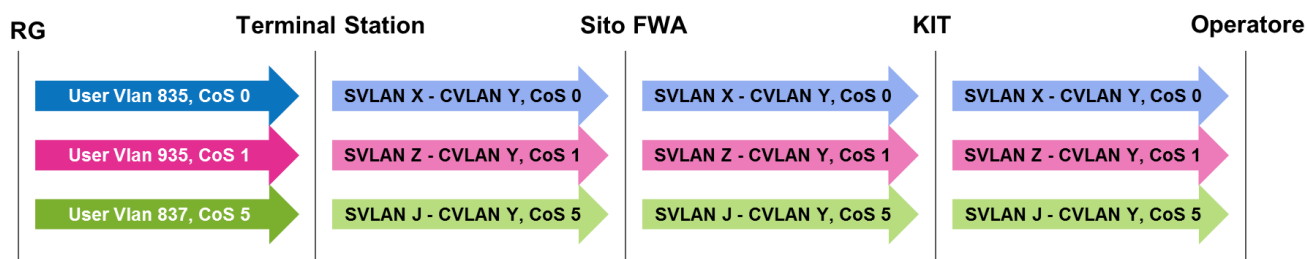 RG Terminal Station Sito FWA KIT Operatore
User Vlan 835, CoS 0 SVLAN X - CVLAN Y, CoS 0 SVLAN X - CVLAN Y, CoS 0 SVLAN X - CVLAN Y, CoS 0
User Vlan 935, CoS 1 SVLAN Z - CVLAN Y, CoS 1 SVLAN Z - CVLAN Y, CoS 1 SVLAN Z - CVLAN Y, CoS 1
User Vlan 837, CoS 5 SVLAN J - CVLAN Y, CoS 5 SVLAN J - CVLAN Y, CoS 5 SVLAN J - CVLAN Y, CoS 5